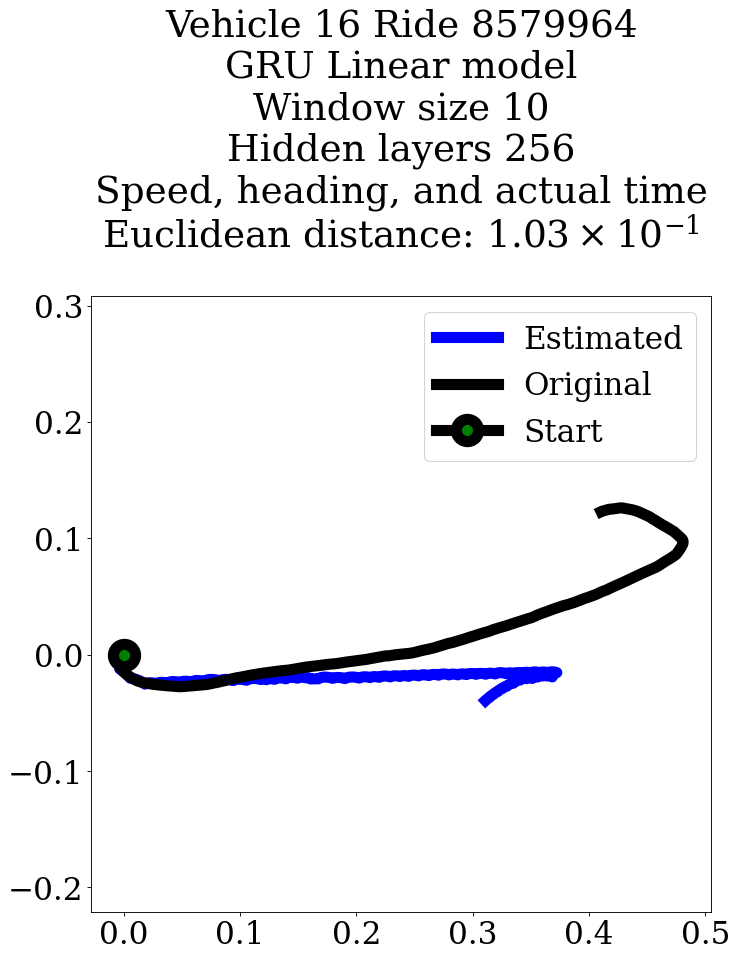 Vehicle 16 Ride 8579964
GRU Linear model
Window size 10
Hidden layers 256
Speed, heading, and actual time
Euclidean distance: 1.03 × 10⁻¹
Estimated
Original
Start
0.3
0.2
0.1
0.0
−0.1
−0.2
0.0 0.1 0.2 0.3 0.4 0.5